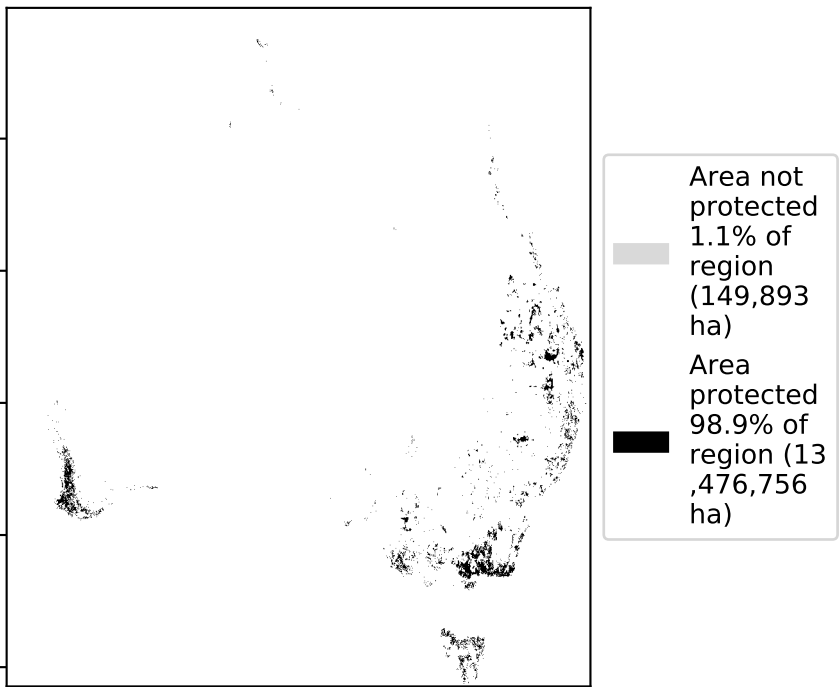 Area not
protected
1.1% of
region
(149,893
ha)
Area
protected
98.9% of
region (13
,476,756
ha)